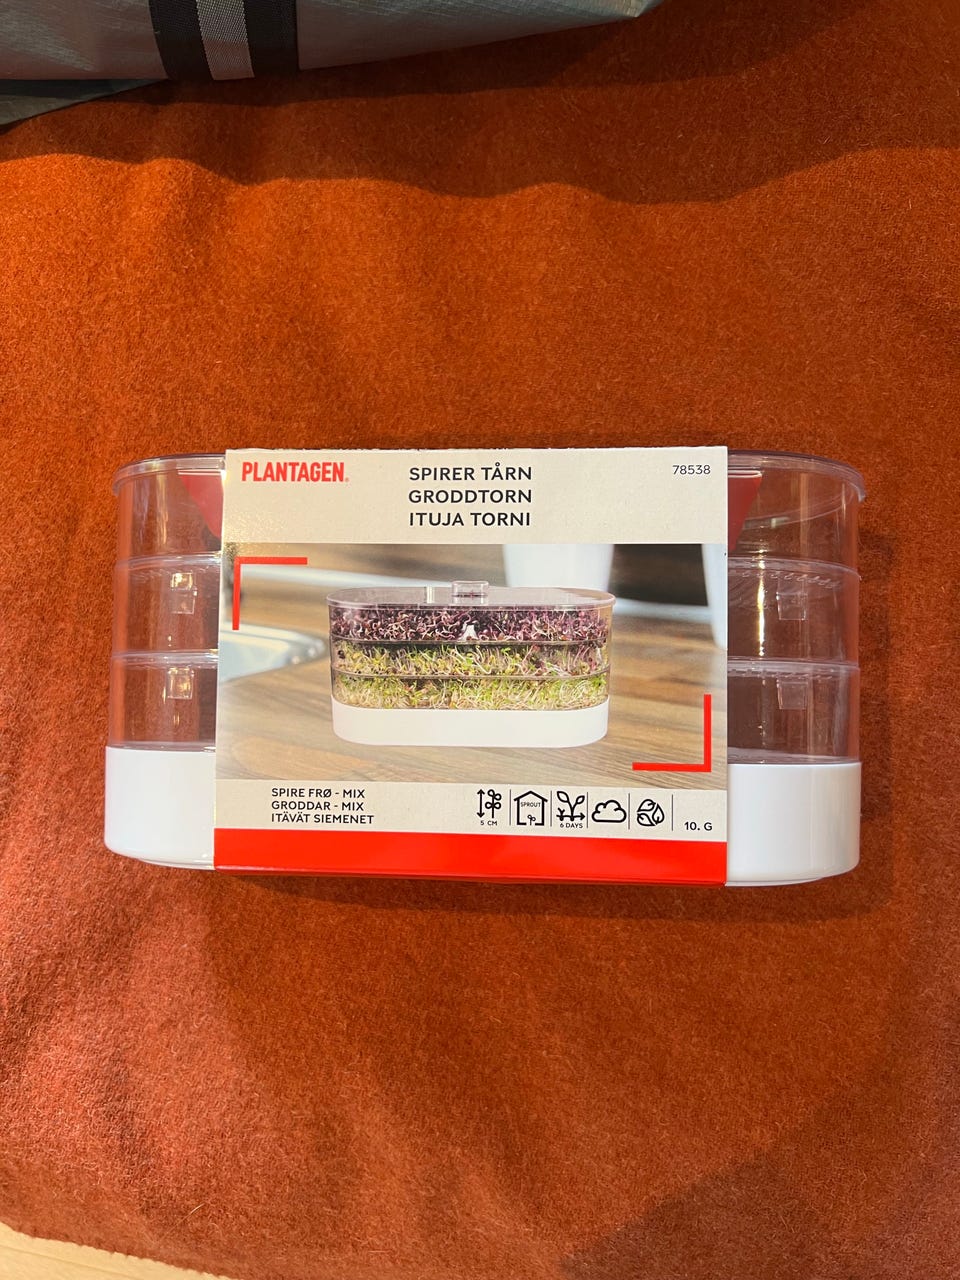 PLANTAGEN®
SPIRER TÅRN
GRODDTORN
ITUJA TORNI
78538
SPIRE FRØ - MIX
GRODDAR - MIX
ITÄVÄT SIEMENET
5 CM
SPROUT
6 DAYS
10. G